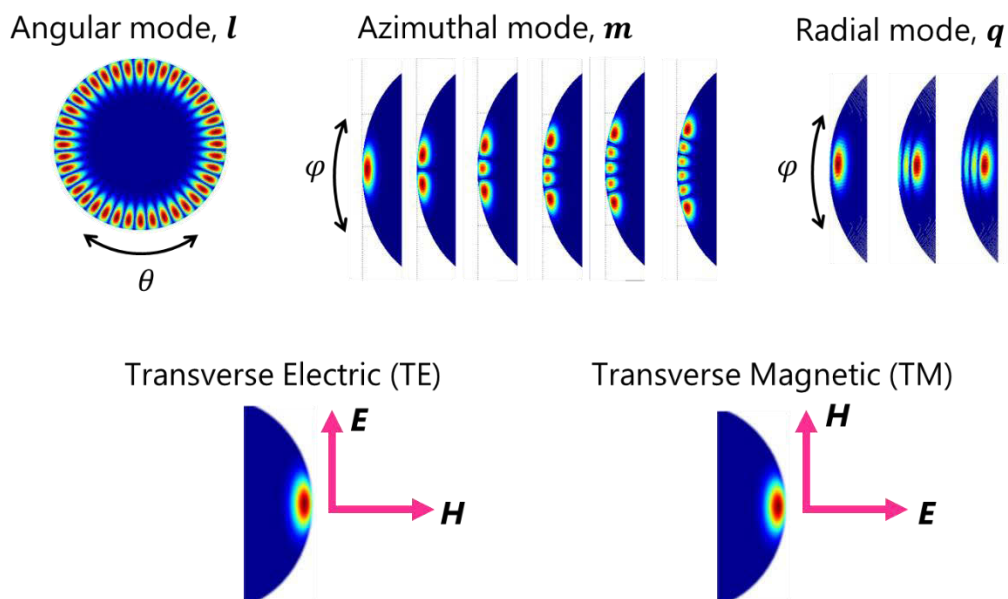 Angular mode, l
Azimuthal mode, m
Radial mode, q
φ
φ
θ
Transverse Electric (TE)
Transverse Magnetic (TM)
E
H
H
E